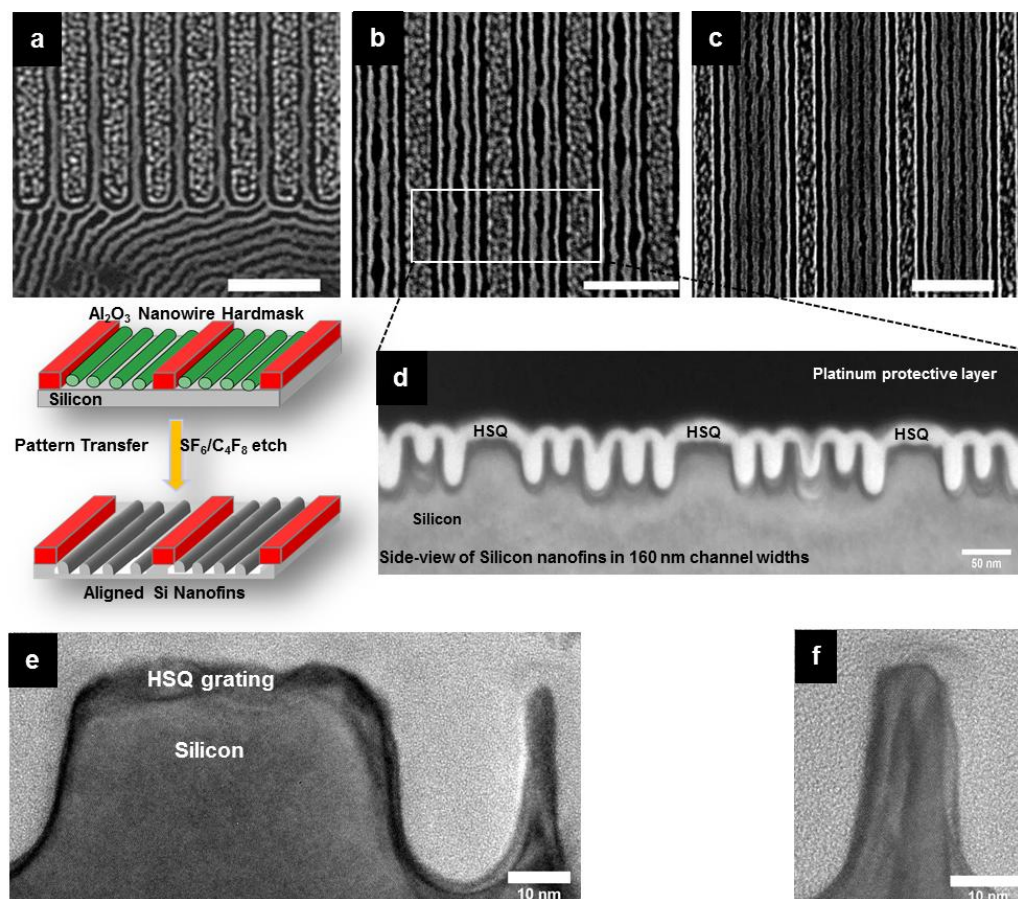 a
b
c
Al₂O₃ Nanowire Hardmask
Silicon
Pattern Transfer SF₆/C₄F₈ etch
Aligned Si Nanofins
d
Platinum protective layer
HSQ HSQ HSQ
Silicon
Side-view of Silicon nanofins in 160 nm channel widths
50 nm
e
HSQ grating
Silicon
10 nm
f
10 nm